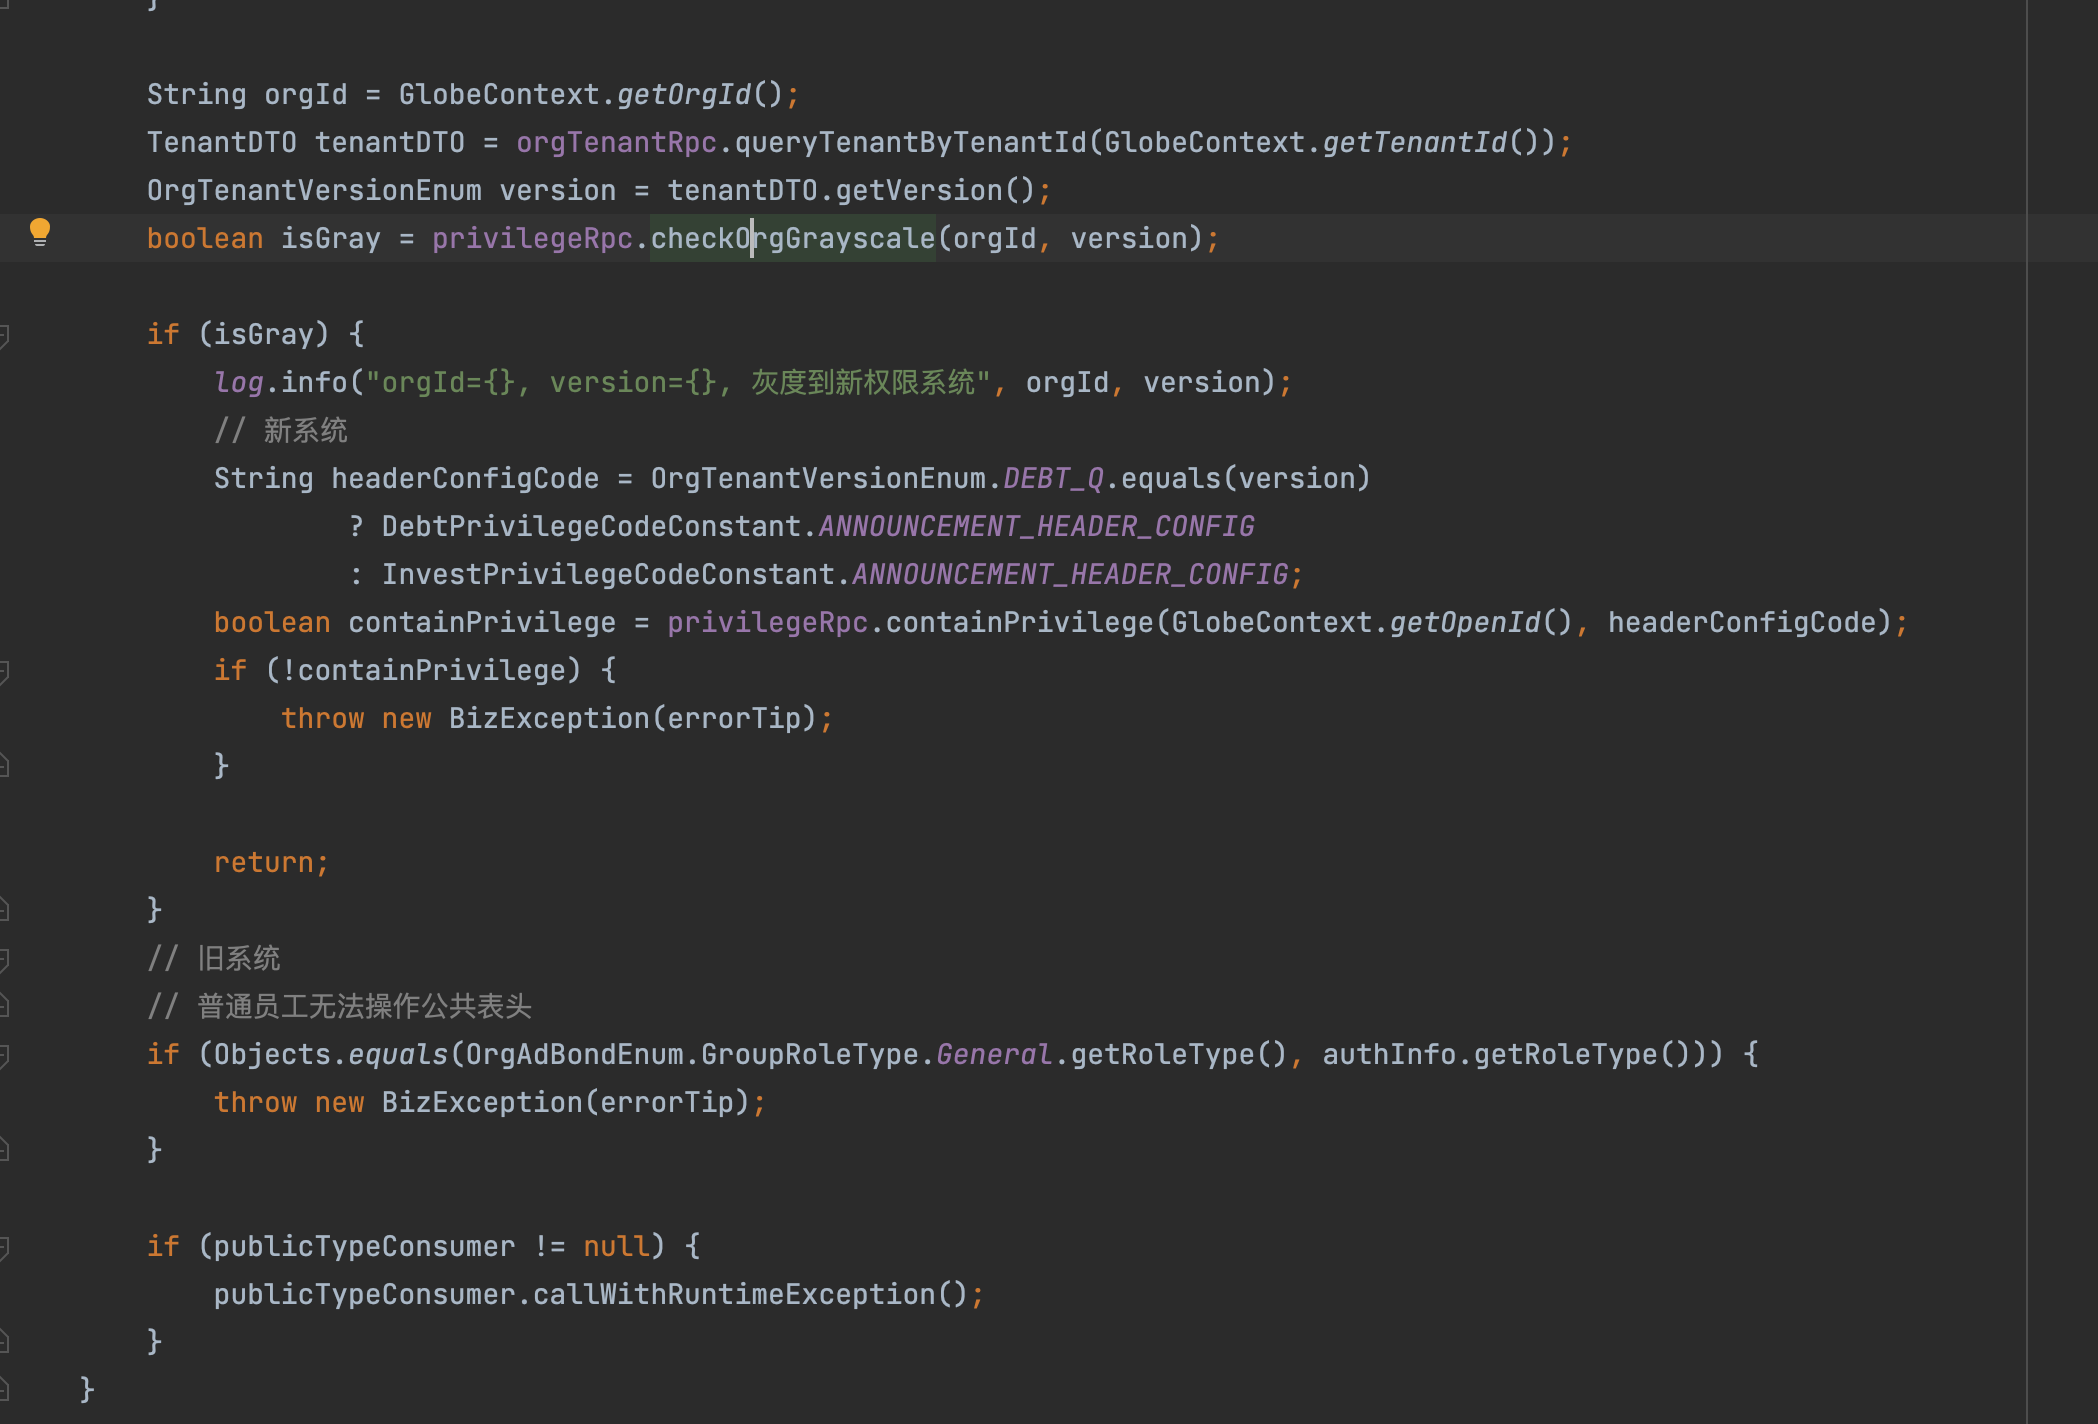 }
String orgId = GlobeContext.getOrgId();
TenantDTO tenantDTO = orgTenantRpc.queryTenantByTenantId(GlobeContext.getTenantId());
OrgTenantVersionEnum version = tenantDTO.getVersion();
boolean isGray = privilegeRpc.checkOrgGrayscale(orgId, version);
if (isGray) {
log.info("orgId={}, version={}, 灰度到新权限系统", orgId, version);
// 新系统
String headerConfigCode = OrgTenantVersionEnum.DEBT_Q.equals(version)
? DebtPrivilegeCodeConstant.ANNOUNCEMENT_HEADER_CONFIG
: InvestPrivilegeCodeConstant.ANNOUNCEMENT_HEADER_CONFIG;
boolean containPrivilege = privilegeRpc.containPrivilege(GlobeContext.getOpenId(), headerConfigCode);
if (!containPrivilege) {
throw new BizException(errorTip);
}
return;
}
// 旧系统
// 普通员工无法操作公共表头
if (Objects.equals(OrgAdBondEnum.GroupRoleType.General.getRoleType(), authInfo.getRoleType())) {
throw new BizException(errorTip);
}
if (publicTypeConsumer != null) {
publicTypeConsumer.callWithRuntimeException();
}
}